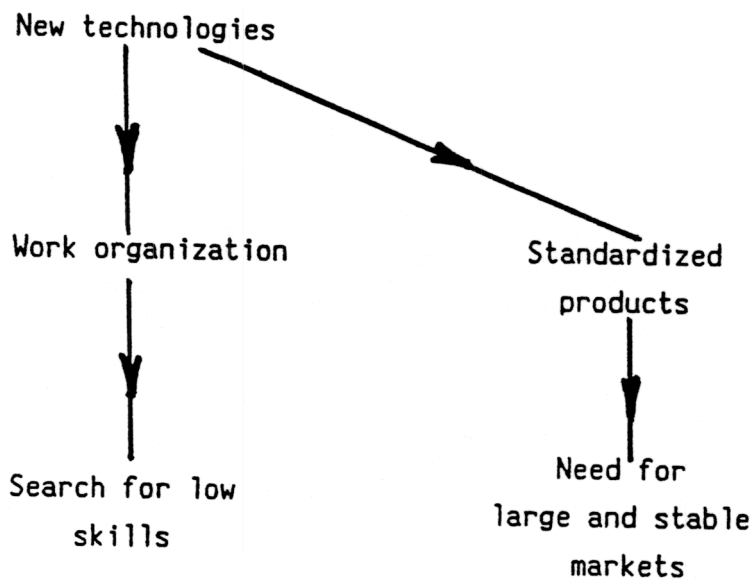 New technologies
Work organization
Standardized
products
Search for low
skills
Need for
large and stable
markets